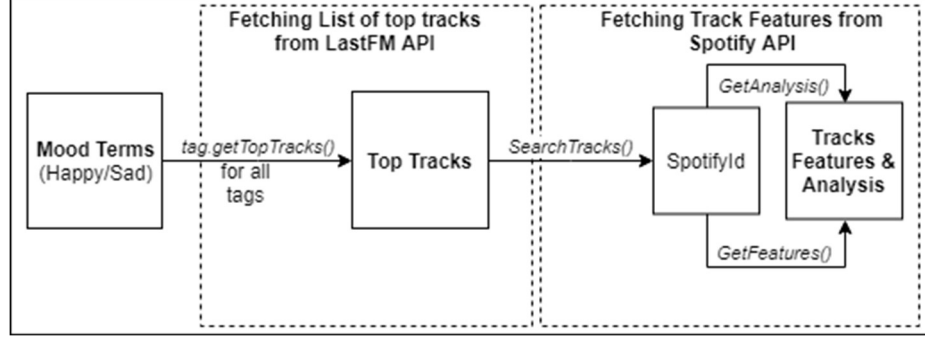 Fetching List of top tracks
from LastFM API
Fetching Track Features from
Spotify API
Mood Terms
(Happy/Sad)
tag.getTopTracks()
for all
tags
Top Tracks
SearchTracks()
SpotifyId
GetAnalysis()
Tracks
Features &
Analysis
GetFeatures()